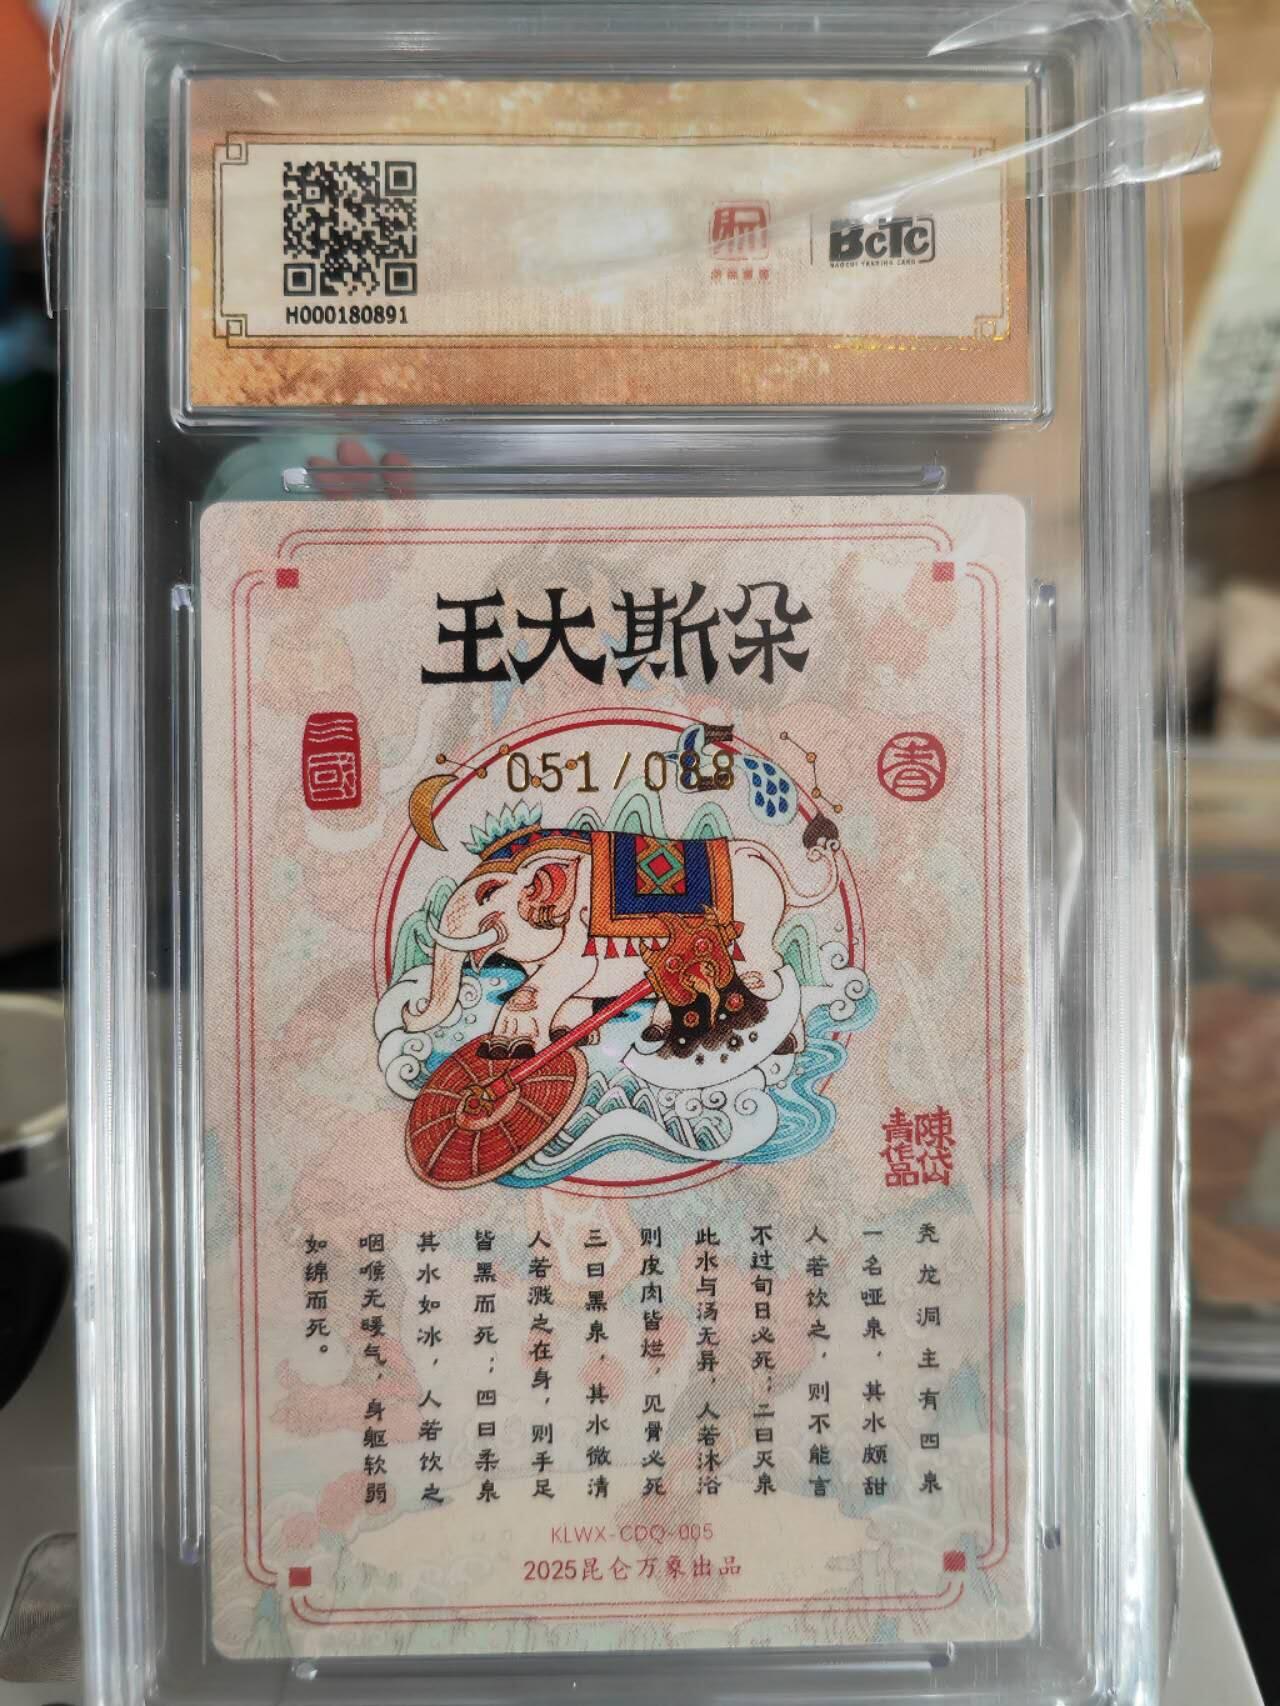 H000180891
BCTC
朵斯大王
三國
051/088
陳岱
青作品
秃龙洞主有四泉
一名哑泉，其水颇甜
人若饮之，则不能言
不过旬日必死；二曰灭泉
此水与汤无异，人若沐浴
则皮肉皆烂，见骨必死
三曰黑泉，其水微清
人若溅之在身，则手足
皆黑而死；四曰柔泉
其水如冰，人若饮之
咽喉无暖气，身躯软弱
如绵而死。
KLWX-CDQ-005
2025昆仑万象出品